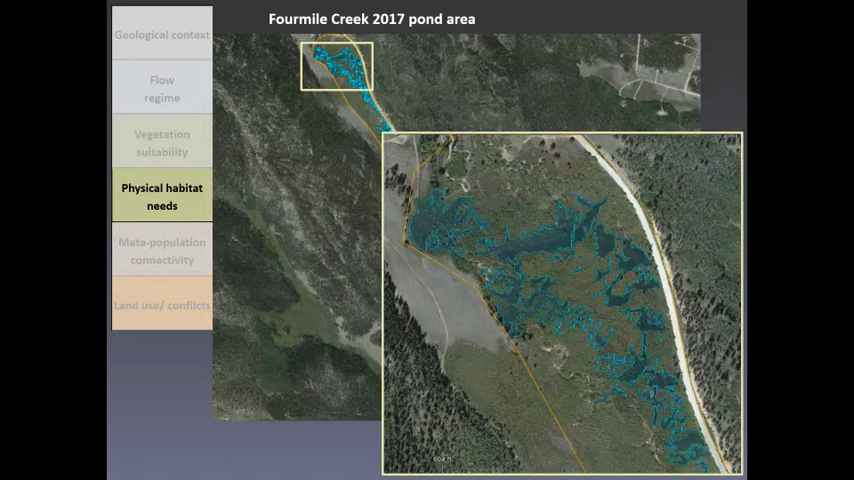 Fourmile Creek 2017 pond area
Geological context
Flow
regime
Vegetation
suitability
Physical habitat
needs
Meta-population
connectivity
Land use/ conflicts